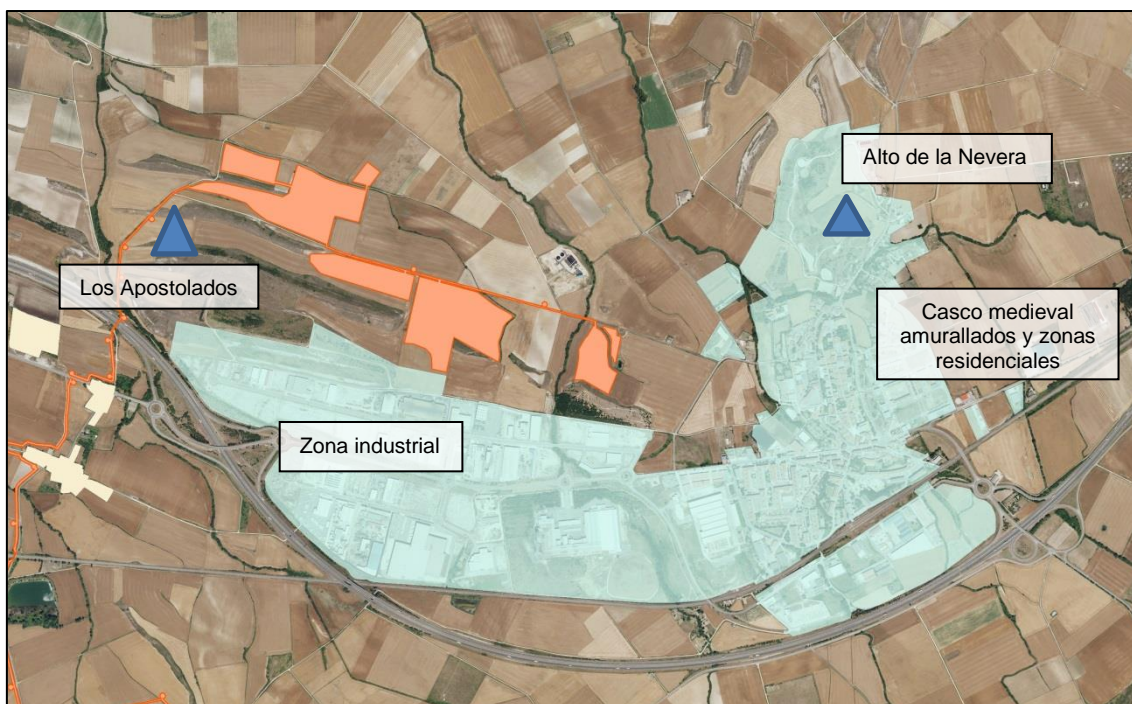 Alto de la Nevera
Los Apostolados
Casco medieval
amurallados y zonas
residenciales
Zona industrial